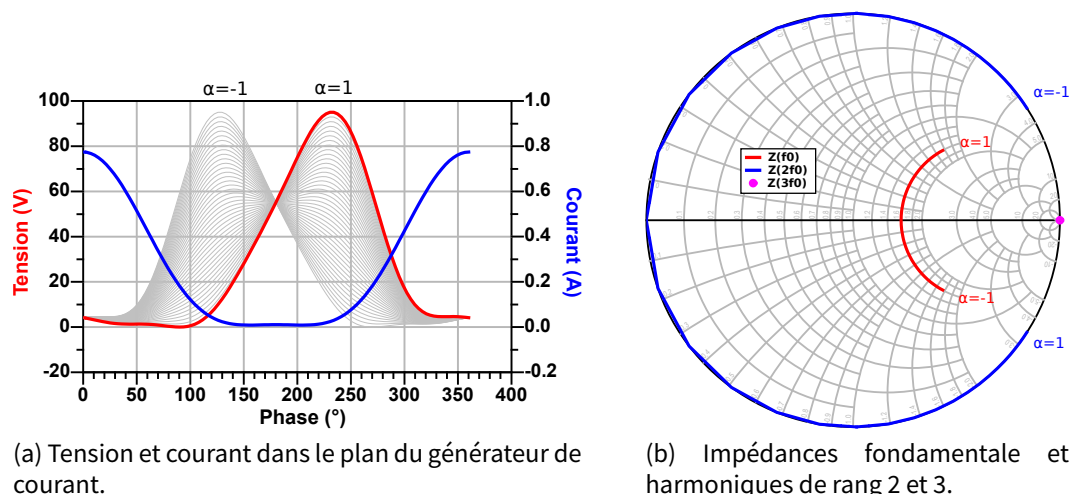 α=-1 α=1
100
80
60
40
20
0
-20
Tension (V)
1.0
0.8
0.6
0.4
0.2
0.0
-0.2
Courant (A)
0 50 100 150 200 250 300 350 400
Phase (°)
(a) Tension et courant dans le plan du générateur de
courant.
α=-1
α=1
Z(f0)
Z(2f0)
Z(3f0)
α=-1
α=1
(b) Impédances fondamentale et
harmoniques de rang 2 et 3.